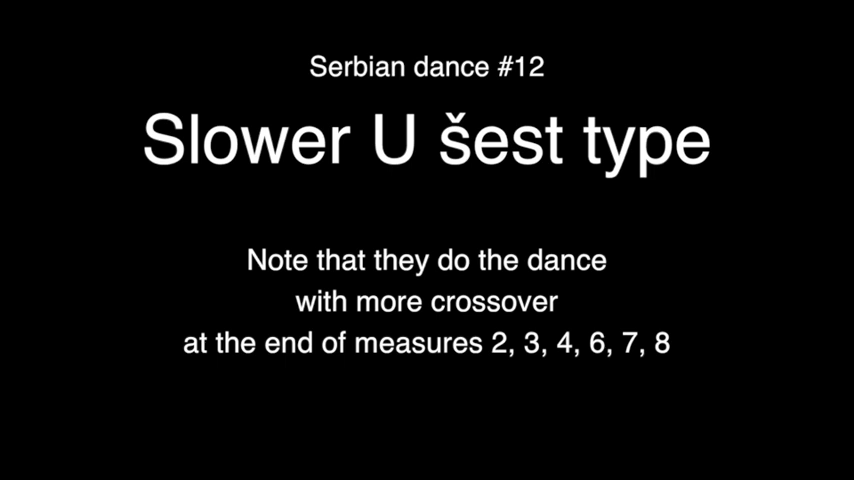 Serbian dance #12
Slower U šest type
Note that they do the dance
with more crossover
at the end of measures 2, 3, 4, 6, 7, 8